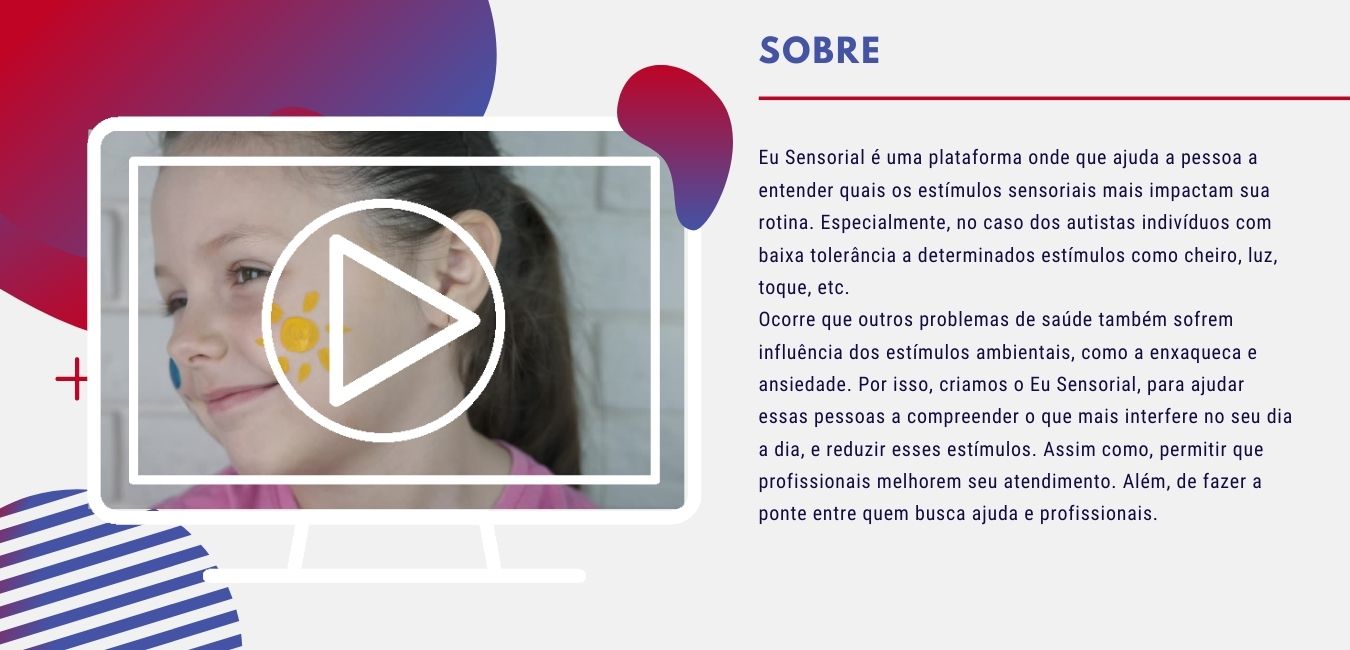 SOBRE
Eu Sensorial é uma plataforma onde que ajuda a pessoa a
entender quais os estímulos sensoriais mais impactam sua
rotina. Especialmente, no caso dos autistas indivíduos com
baixa tolerância a determinados estímulos como cheiro, luz,
toque, etc.
Ocorre que outros problemas de saúde também sofrem
influência dos estímulos ambientais, como a enxaqueca e
ansiedade. Por isso, criamos o Eu Sensorial, para ajudar
essas pessoas a compreender o que mais interfere no seu dia
a dia, e reduzir esses estímulos. Assim como, permitir que
profissionais melhorem seu atendimento. Além, de fazer a
ponte entre quem busca ajuda e profissionais.